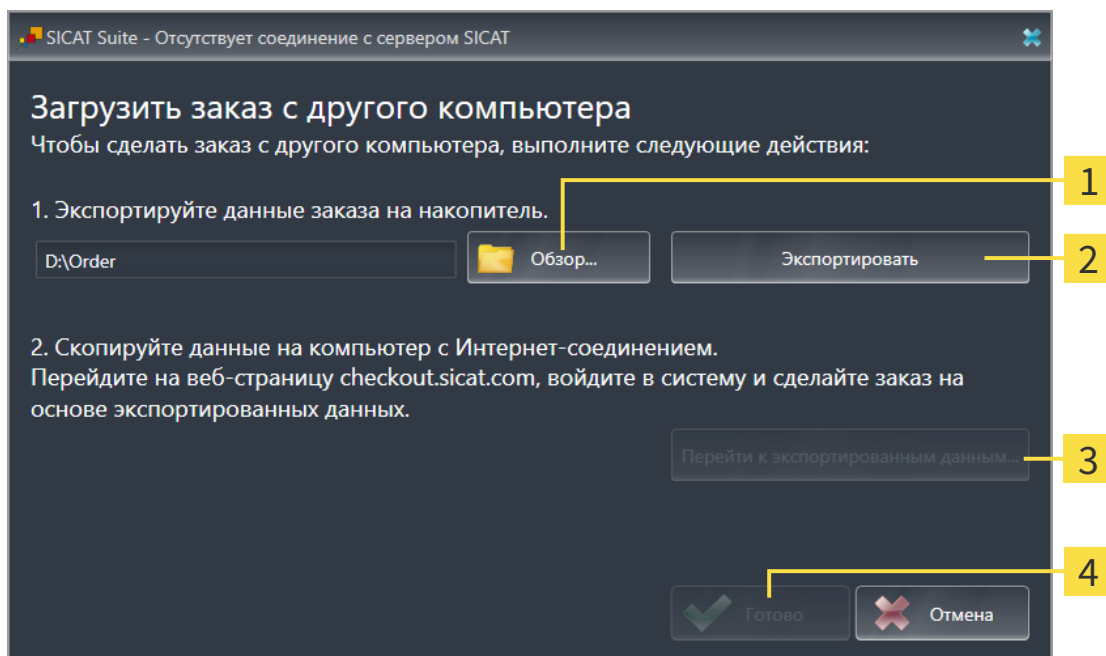 SICAT Suite - Отсутствует соединение с сервером SICAT
Загрузить заказ с другого компьютера
Чтобы сделать заказ с другого компьютера, выполните следующие действия:
1
1. Экспортируйте данные заказа на накопитель.
D:\Order
Обзор...
Экспортировать
2
2. Скопируйте данные на компьютер с Интернет-соединением.
Перейдите на веб-страницу checkout.sicat.com, войдите в систему и сделайте заказ на
основе экспортированных данных.
Перейти к экспортированным данным...
3
4
Готово
Отмена